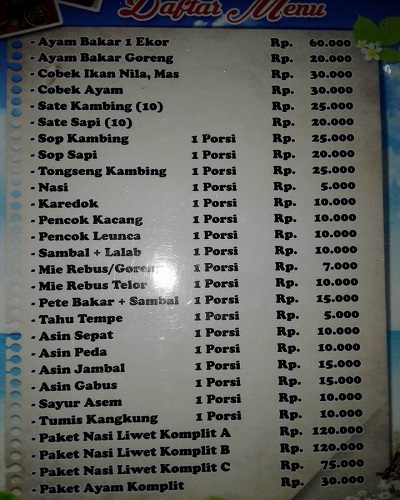 Daftar Menu
- Ayam Bakar 1 Ekor Rp. 60.000
- Ayam Bakar Goreng Rp. 20.000
- Cobek Ikan Nila, Mas Rp. 30.000
- Cobek Ayam Rp. 30.000
- Sate Kambing (10) Rp. 25.000
- Sate Sapi (10) Rp. 20.000
- Sop Kambing 1 Porsi Rp. 25.000
- Sop Sapi 1 Porsi Rp. 20.000
- Tongseng Kambing 1 Porsi Rp. 25.000
- Nasi 1 Porsi Rp. 5.000
- Karedok 1 Porsi Rp. 10.000
- Pencok Kacang 1 Porsi Rp. 10.000
- Pencok Leunca 1 Porsi Rp. 10.000
- Sambal + Lalab 1 Porsi Rp. 10.000
- Mie Rebus/Goreng 1 Porsi Rp. 7.000
- Mie Rebus Telor 1 Porsi Rp. 10.000
- Pete Bakar + Sambal 1 Porsi Rp. 15.000
- Tahu Tempe 1 Porsi Rp. 5.000
- Asin Sepat 1 Porsi Rp. 10.000
- Asin Peda 1 Porsi Rp. 10.000
- Asin Jambal 1 Porsi Rp. 15.000
- Asin Gabus 1 Porsi Rp. 15.000
- Sayur Asem 1 Porsi Rp. 10.000
- Tumis Kangkung 1 Porsi Rp. 10.000
- Paket Nasi Liwet Komplit A Rp. 120.000
- Paket Nasi Liwet Komplit B Rp. 120.000
- Paket Nasi Liwet Komplit C Rp. 75.000
- Paket Ayam Komplit Rp. 30.000